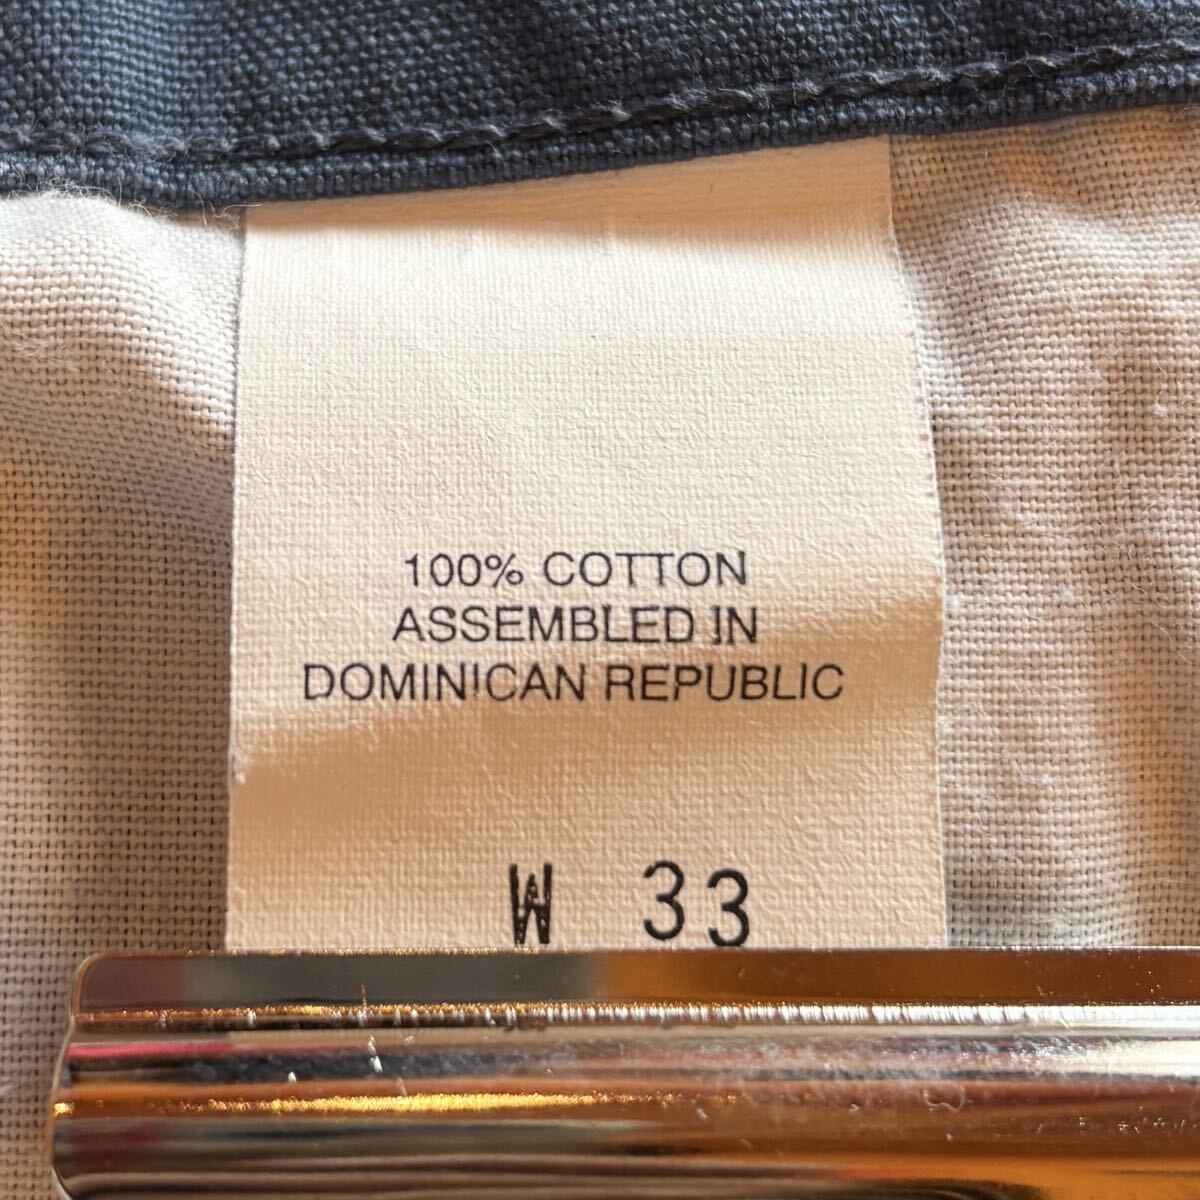 100% COTTON
ASSEMBLED IN
DOMINICAN REPUBLIC
W 33